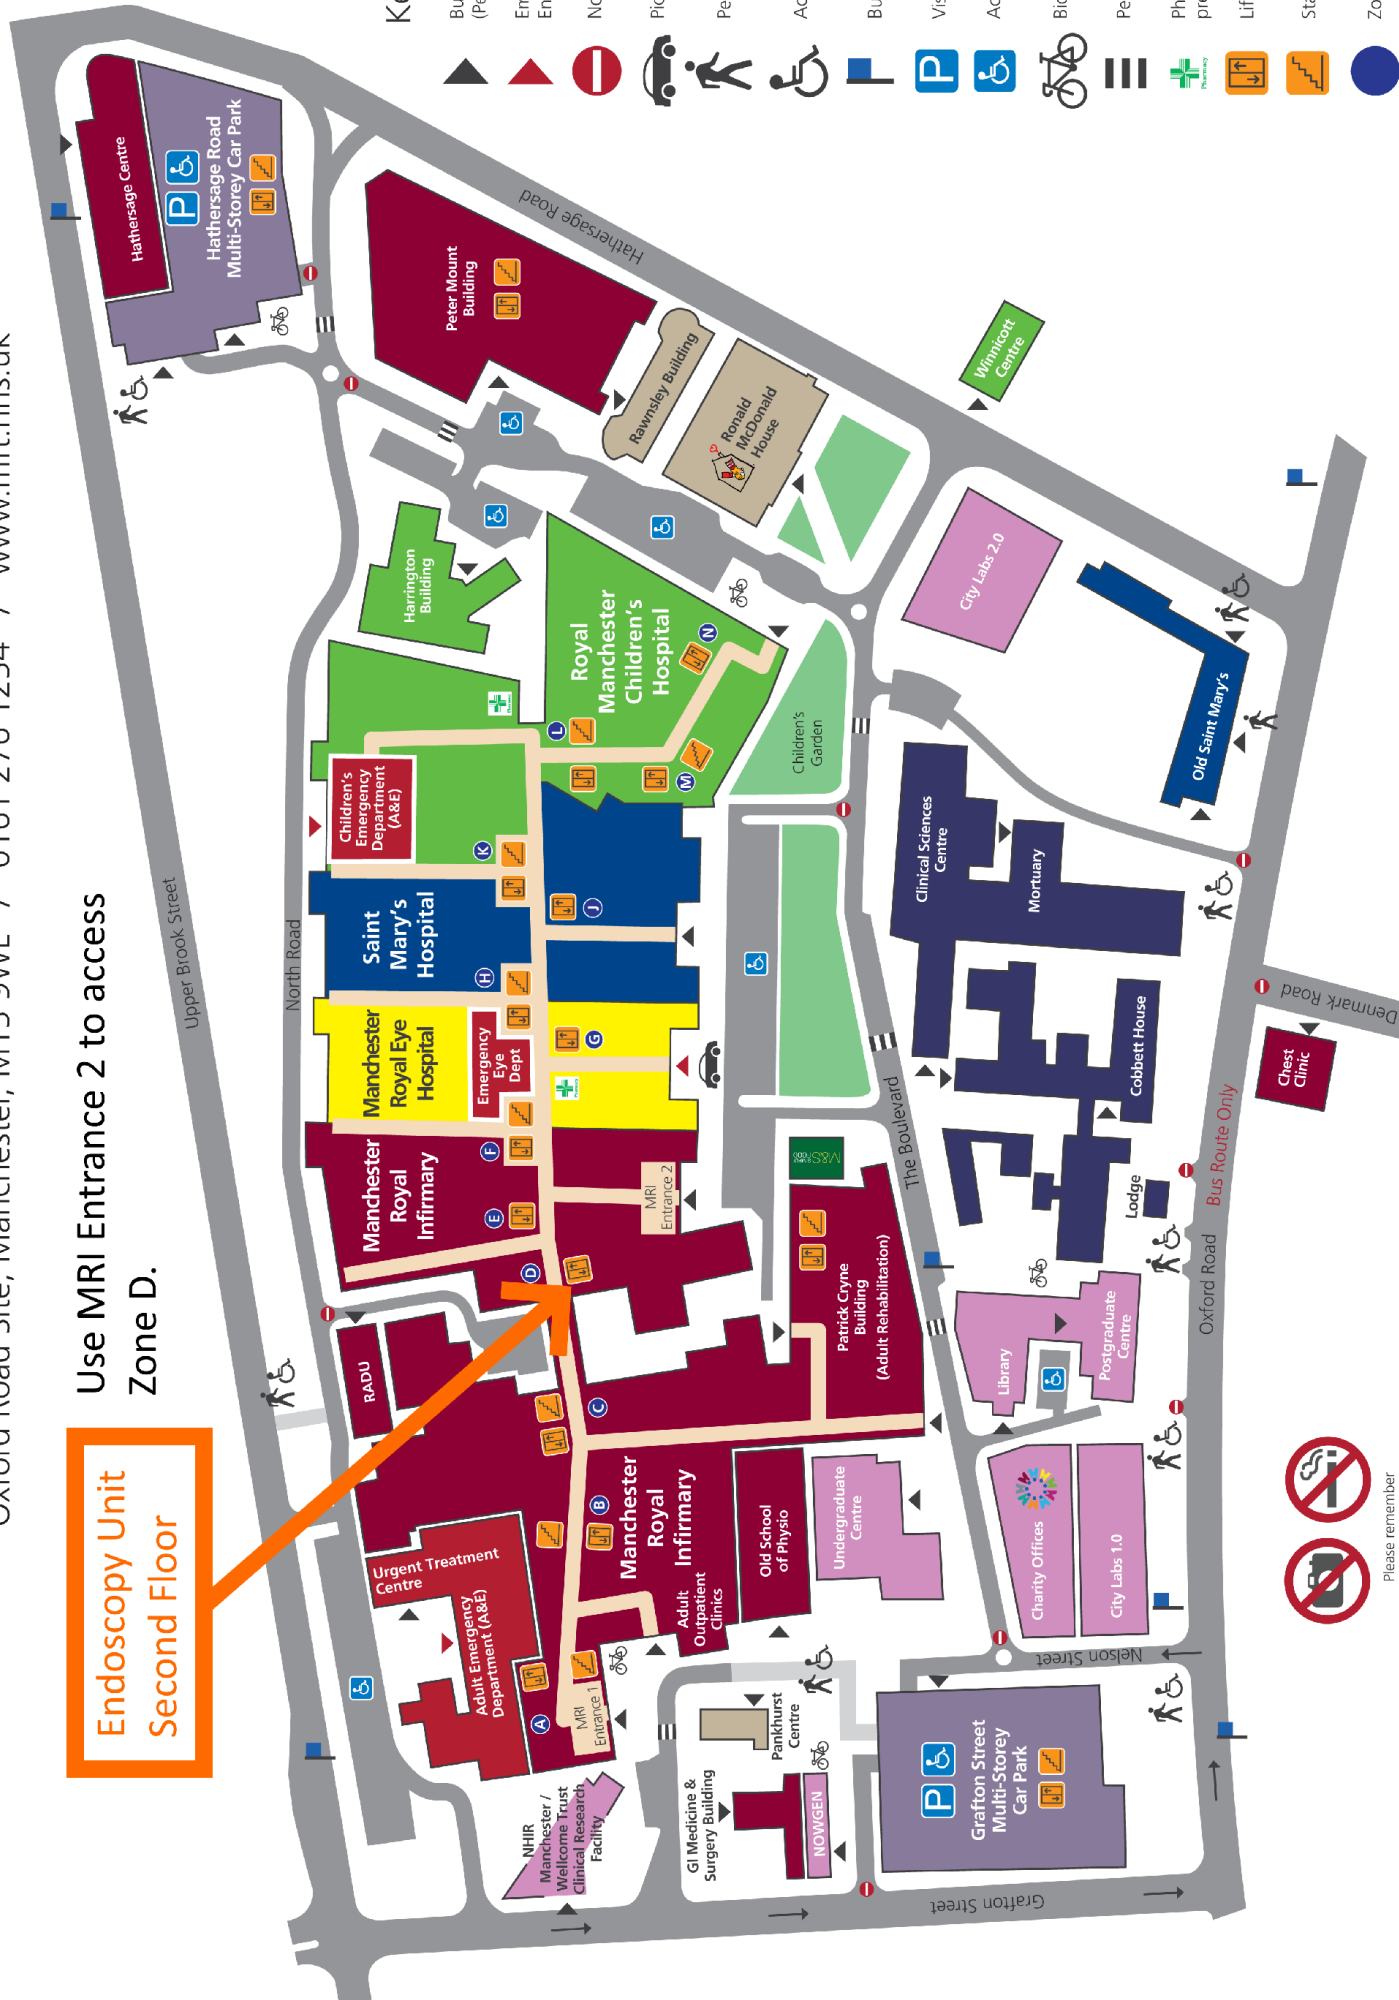 Use MRI Entrance 2 to access
Zone D.
Endoscopy Unit
Second Floor
Upper Brook Street
North Road
Hathersage Centre
Hathersage Road
Multi-Storey Car Park
P
Peter Mount
Building
Hathersage Road
Rawnsley Building
Ronald
McDonald
House
Winnicott
Centre
Harrington
Building
Royal
Manchester
Children's
Hospital
N
L
M
Pharmacy
Children's
Emergency
Department
(A&E)
K
Saint
Mary's
Hospital
J
H
Manchester
Royal Eye
Hospital
Emergency
Eye
Dept
G
Pharmacy
Manchester
Royal
Infirmary
F
E
D
MRI
Entrance 2
RADU
C
Urgent Treatment
Centre
Adult Emergency
Department (A&E)
Manchester
Royal
Infirmary
B
Adult
Outpatient
Clinics
A
MRI
Entrance 1
Old School
of Physio
Undergraduate
Centre
Patrick Cryne
Building
(Adult Rehabilitation)
M&S
FOOD
Children's
Garden
The Boulevard
City Labs 2.0
Old Saint Mary's
Clinical Sciences
Centre
Mortuary
Cobbett House
Lodge
Library
Postgraduate
Centre
Charity Offices
City Labs 1.0
Chest
Clinic
Denmark Road
Bus Route Only
Oxford Road
Nelson Street
Grafton Street
Grafton Street
Multi-Storey
Car Park
P
Pankhurst
Centre
GI Medicine &
Surgery Building
NOWGEN
NHIR
Manchester /
Wellcome Trust
Clinical Research
Facility
P
Pharmacy
Please remember